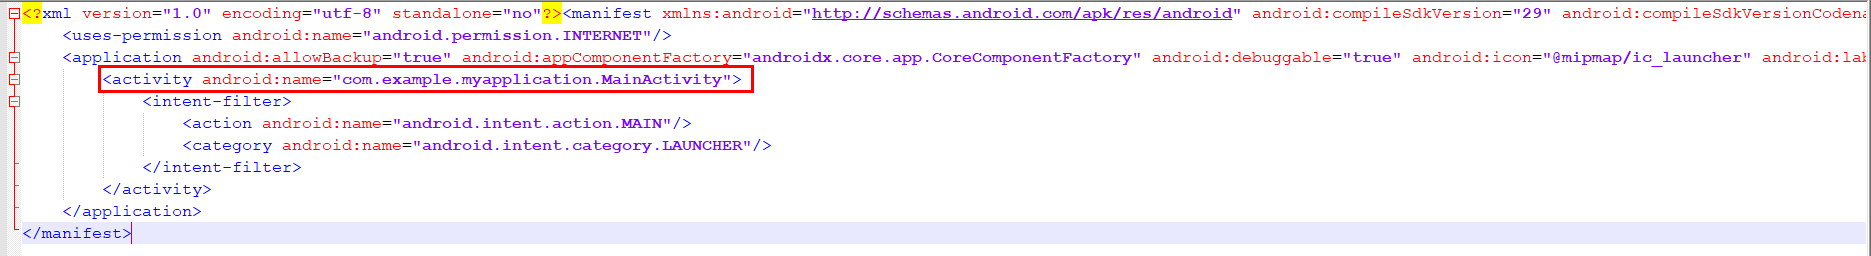 <?xml version="1.0" encoding="utf-8" standalone="no"?><manifest xmlns:android="http://schemas.android.com/apk/res/android" android:compileSdkVersion="29" android:compileSdkVersionCodena
<uses-permission android:name="android.permission.INTERNET"/>
<application android:allowBackup="true" android:appComponentFactory="androidx.core.app.CoreComponentFactory" android:debuggable="true" android:icon="@mipmap/ic_launcher" android:lab
<activity android:name="com.example.myapplication.MainActivity">
<intent-filter>
<action android:name="android.intent.action.MAIN"/>
<category android:name="android.intent.category.LAUNCHER"/>
</intent-filter>
</activity>
</application>
</manifest>